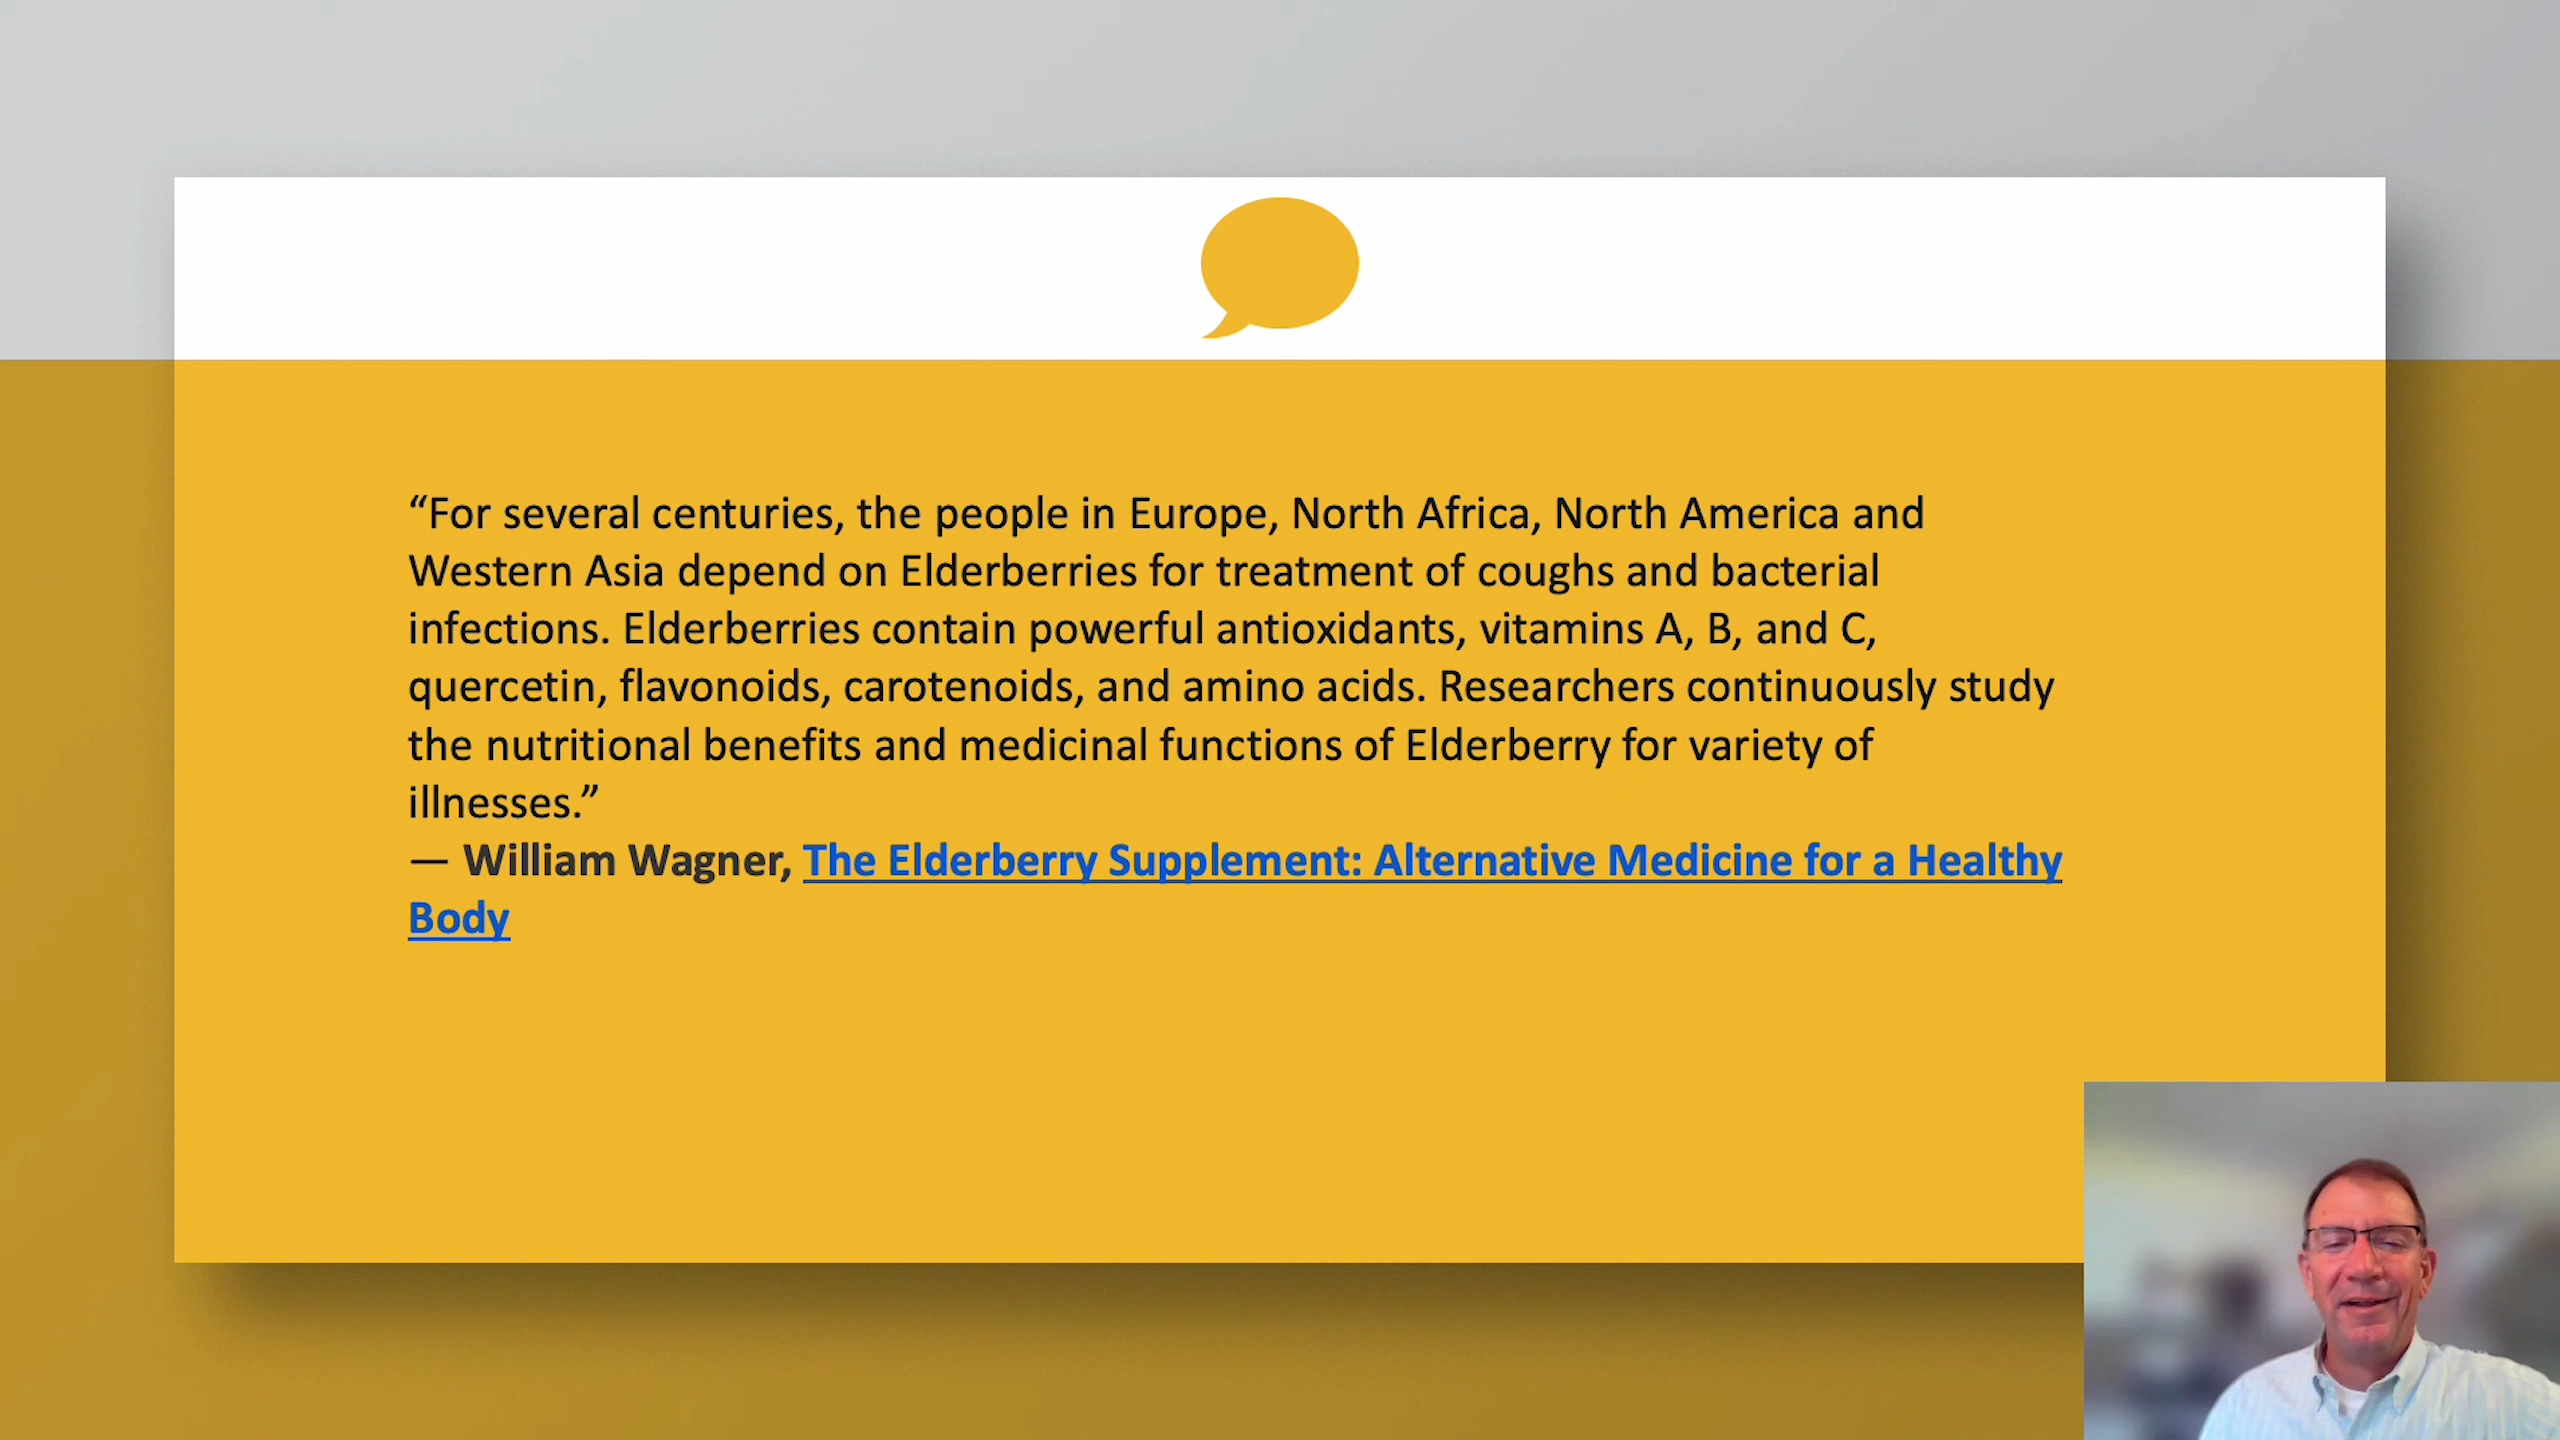 “For several centuries, the people in Europe, North Africa, North America and
Western Asia depend on Elderberries for treatment of coughs and bacterial
infections. Elderberries contain powerful antioxidants, vitamins A, B, and C,
quercetin, flavonoids, carotenoids, and amino acids. Researchers continuously study
the nutritional benefits and medicinal functions of Elderberry for variety of
illnesses.”
— William Wagner, The Elderberry Supplement: Alternative Medicine for a Healthy
Body